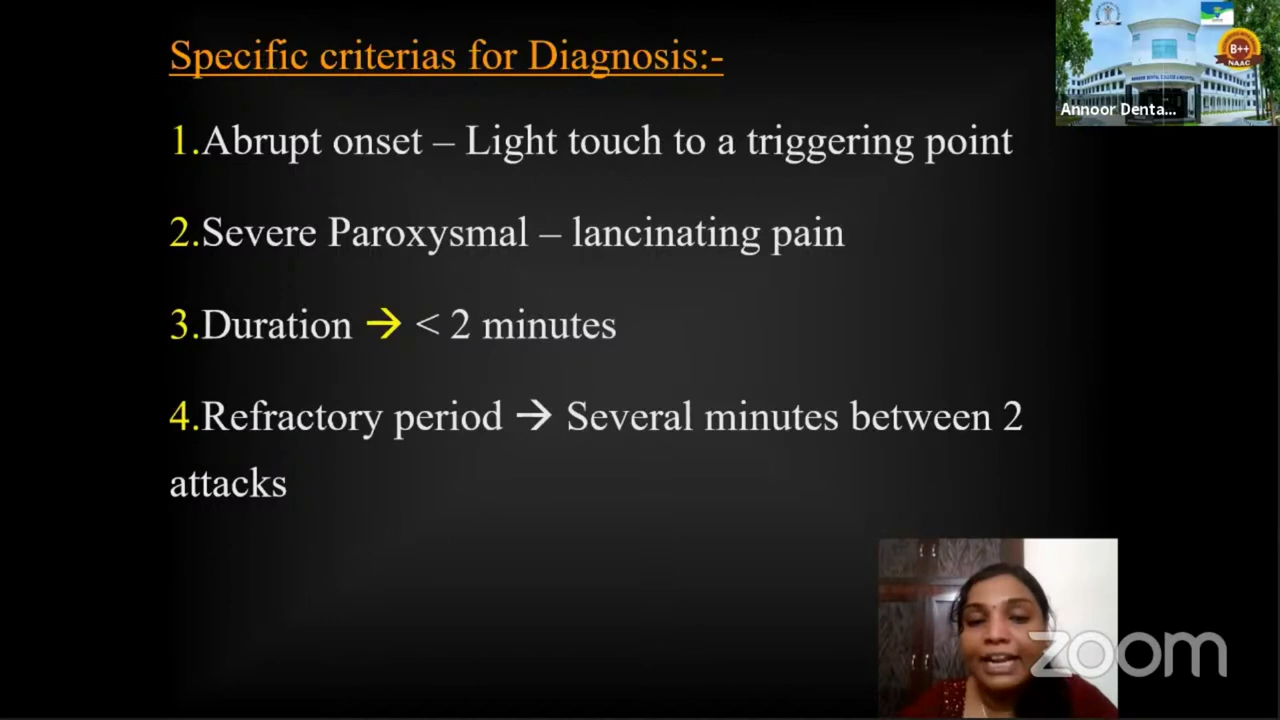 Specific criterias for Diagnosis:-
1.Abrupt onset – Light touch to a triggering point
2.Severe Paroxysmal – lancinating pain
3.Duration → < 2 minutes
4.Refractory period → Several minutes between 2
attacks
B++
NAAC
Annoor Denta...
zoom